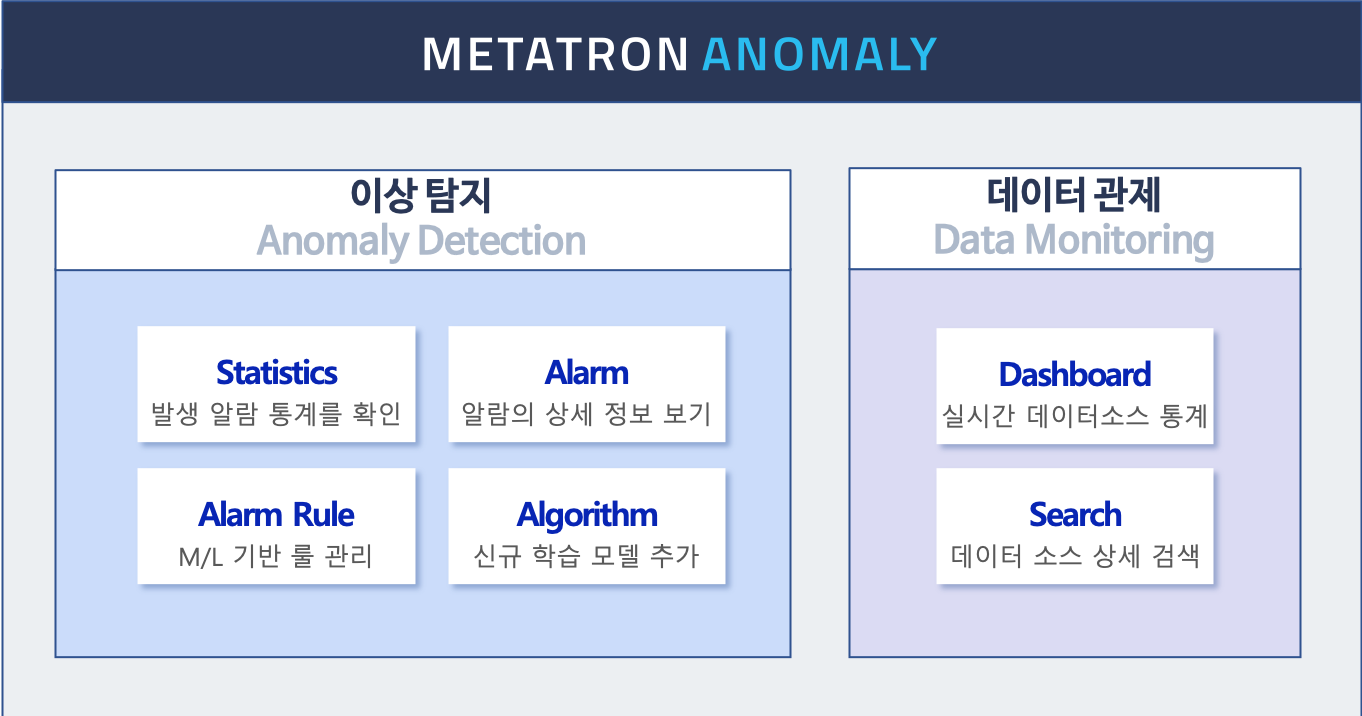 METATRON ANOMALY
이상 탐지
Anomaly Detection
Statistics
발생 알람 통계를 확인
Alarm
알람의 상세 정보 보기
Alarm Rule
M/L 기반 룰 관리
Algorithm
신규 학습 모델 추가
데이터 관제
Data Monitoring
Dashboard
실시간 데이터소스 통계
Search
데이터 소스 상세 검색